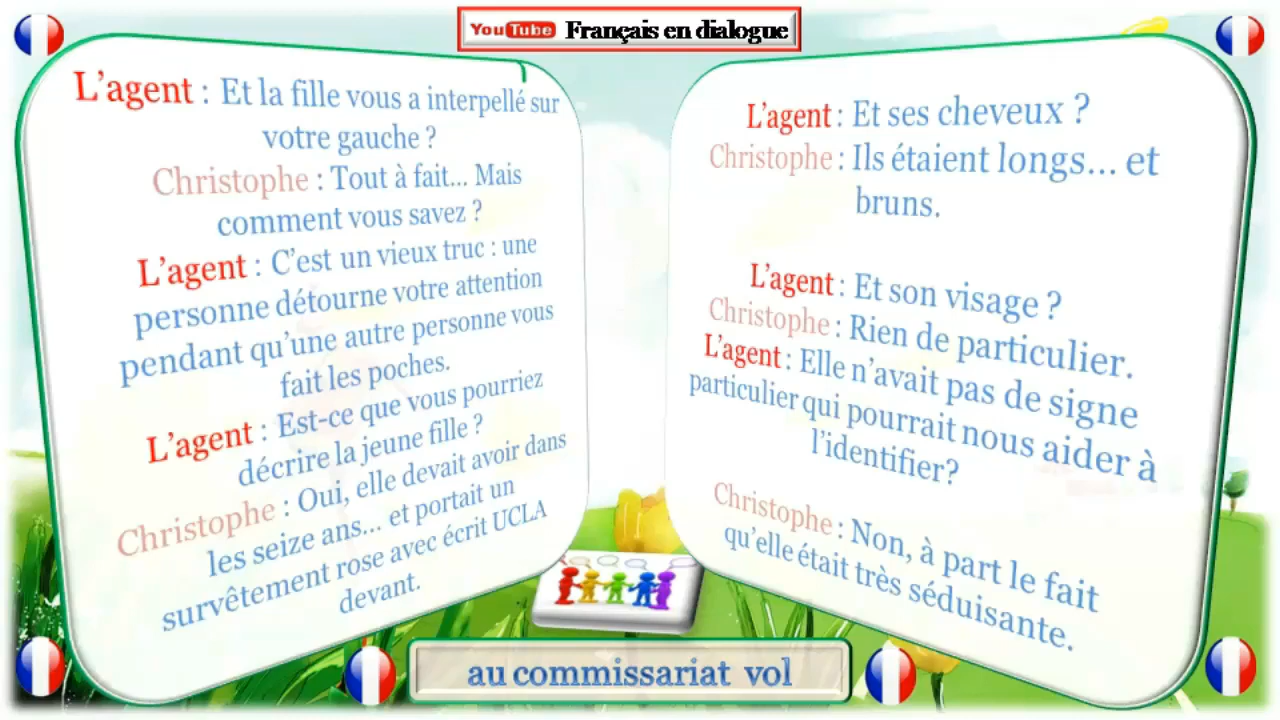 YouTube Français en dialogue
L'agent : Et la fille vous a interpellé sur
votre gauche ?
Christophe : Tout à fait... Mais
comment vous savez ?
L'agent : C'est un vieux truc : une
personne détourne votre attention
pendant qu'une autre personne vous
fait les poches.
L'agent : Est-ce que vous pourriez
décrire la jeune fille ?
Christophe : Oui, elle devait avoir dans
les seize ans... et portait un
survêtement rose avec écrit UCLA
devant.
L'agent : Et ses cheveux ?
Christophe : Ils étaient longs... et
bruns.
L'agent : Et son visage ?
Christophe : Rien de particulier.
L'agent : Elle n'avait pas de signe
particulier qui pourrait nous aider à
l'identifier?
Christophe : Non, à part le fait
qu'elle était très séduisante.
au commissariat vol